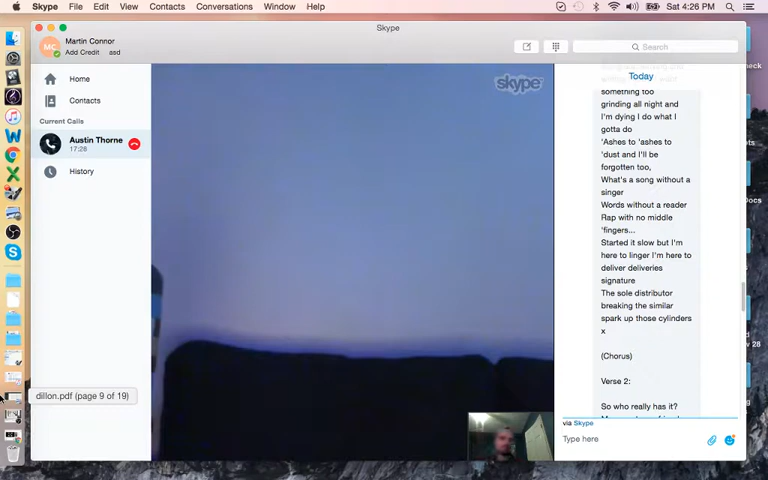 Skype File Edit View Contacts Conversations Window Help Sat 4:26 PM
Skype
MC
Martin Connor
Add Credit asd
Search
Home
Contacts
Current Calls
Austin Thorne
17:26
History
skype
Today
something too
grinding all night and
I'm dying I do what I
gotta do
'Ashes to 'ashes to
'dust and I'll be
forgotten too,
What's a song without a
singer
Words without a reader
Rap with no middle
'fingers...
Started it slow but I'm
here to linger I'm here to
deliver deliveries
signature
The sole distributor
breaking the similar
spark up those cylinders
x
(Chorus)
Verse 2:
So who really has it?
via Skype
Type here
dillon.pdf (page 9 of 19)